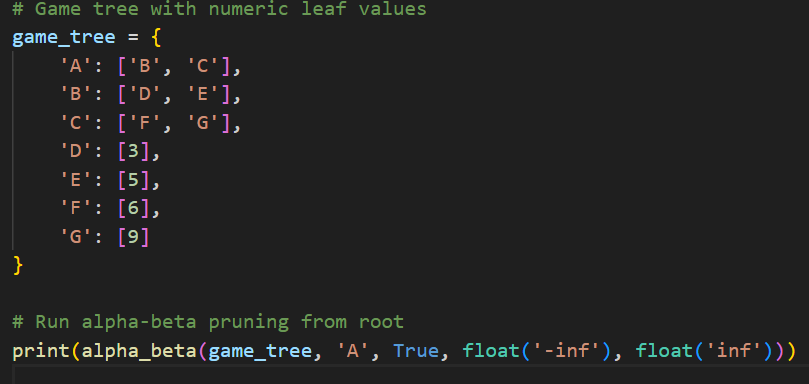 # Game tree with numeric leaf values
game_tree = {
    'A': ['B', 'C'],
    'B': ['D', 'E'],
    'C': ['F', 'G'],
    'D': [3],
    'E': [5],
    'F': [6],
    'G': [9]
}
# Run alpha-beta pruning from root
print(alpha_beta(game_tree, 'A', True, float('-inf'), float('inf')))